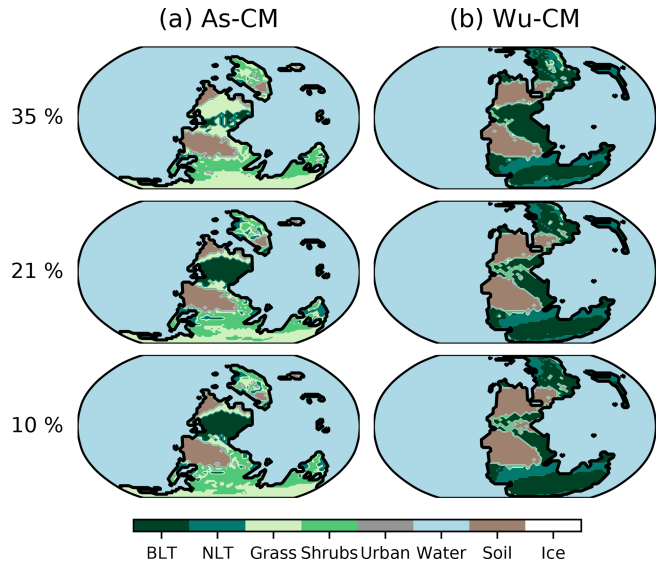 (a) As-CM (b) Wu-CM
35 %
21 %
10 %
BLT NLT Grass Shrubs Urban Water Soil Ice